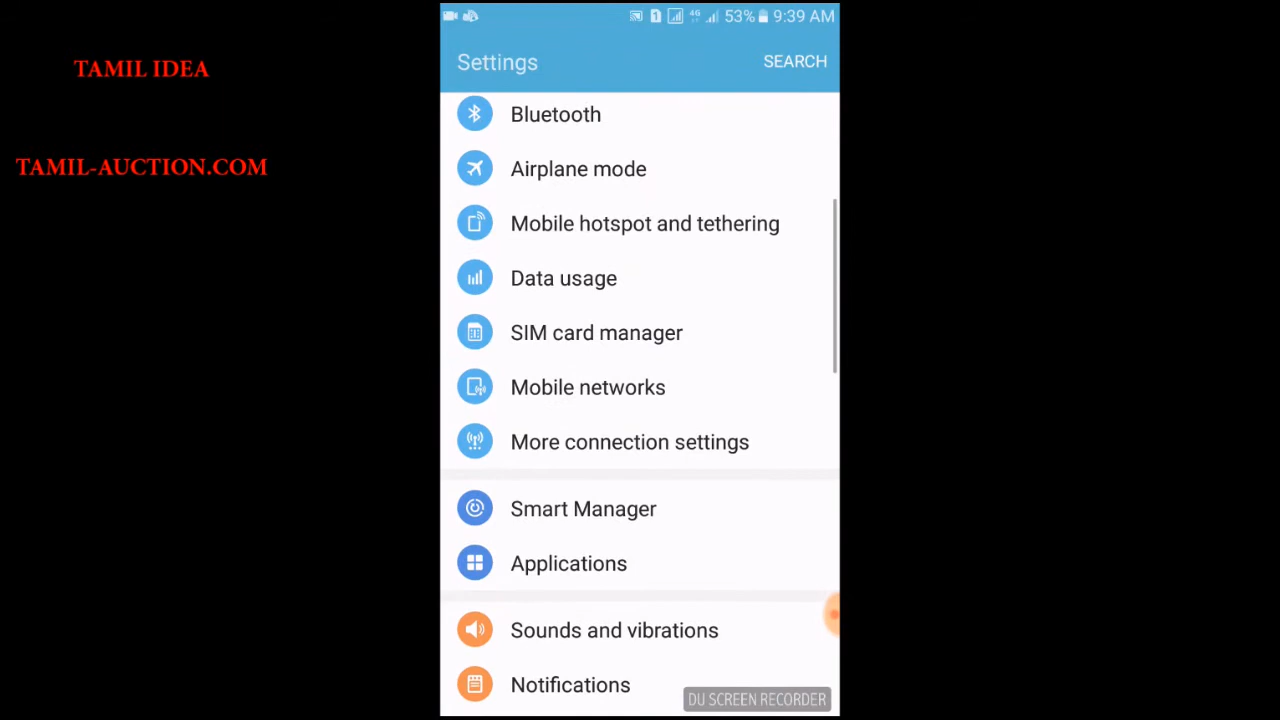 TAMIL IDEA
TAMIL-AUCTION.COM
1 4G 53% 9:39 AM
Settings SEARCH
Bluetooth
Airplane mode
Mobile hotspot and tethering
Data usage
SIM card manager
Mobile networks
More connection settings
Smart Manager
Applications
Sounds and vibrations
Notifications
DU SCREEN RECORDER